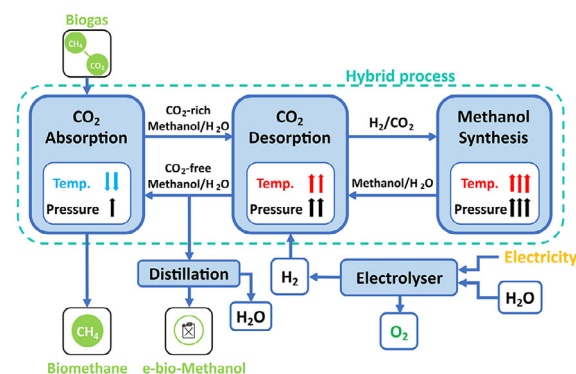 Biogas
CH4
CO2
Hybrid process
CO2
Absorption
Temp.
Pressure
CO2-rich
Methanol/H2O
CO2-free
Methanol/H2O
CO2
Desorption
Temp.
Pressure
H2/CO2
Methanol/H2O
Methanol
Synthesis
Temp.
Pressure
Distillation
H2O
H2
Electrolyser
Electricity
H2O
O2
CH4
Biomethane
e-bio-Methanol